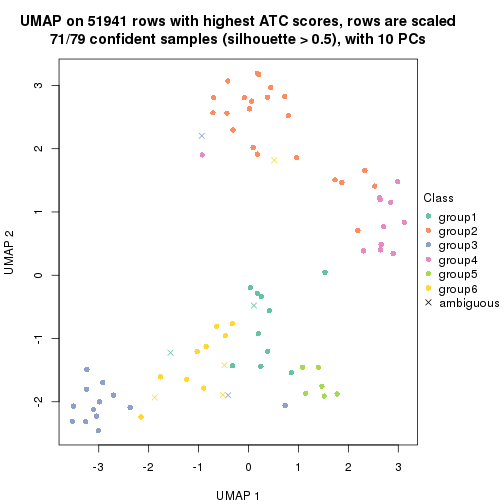 UMAP on 51941 rows with highest ATC scores, rows are scaled
71/79 confident samples (silhouette > 0.5), with 10 PCs
UMAP 2
3
2
1
0
-1
-2
-3
-2
-1
0
1
2
3
UMAP 1
Class
group1
group2
group3
group4
group5
group6
ambiguous